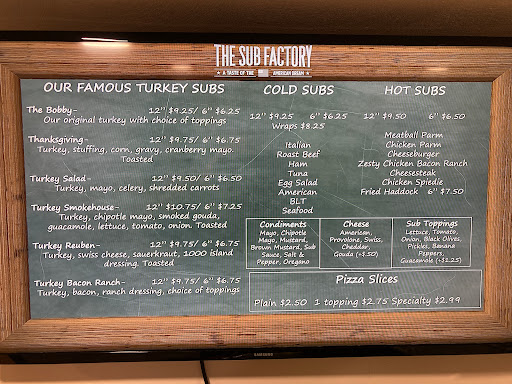 THE SUB FACTORY
A TASTE OF THE AMERICAN DREAM
OUR FAMOUS TURKEY SUBS
The Bobby- 12" $9.25/ 6" $6.25
Our original turkey with choice of toppings
Thanksgiving- 12" $9.75/ 6" $6.75
Turkey, stuffing, corn, gravy, cranberry mayo.
Toasted
Turkey Salad- 12" $9.50/ 6" $6.50
Turkey, mayo, celery, shredded carrots
Turkey Smokehouse- 12" $10.75/ 6" $7.25
Turkey, chipotle mayo, smoked gouda,
guacamole, lettuce, tomato, onion. Toasted
Turkey Reuben- 12" $9.75/ 6" $6.75
Turkey, swiss cheese, sauerkraut, 1000 island
dressing. Toasted
Turkey Bacon Ranch- 12" $9.75/ 6" $6.75
Turkey, bacon, ranch dressing, choice of toppings
COLD SUBS
12" $9.25 6" $6.25
Wraps $8.25
Italian
Roast Beef
Ham
Tuna
Egg Salad
American
BLT
Seafood
HOT SUBS
12" $9.50 6" $6.50
Meatball Parm
Chicken Parm
Cheeseburger
Zesty Chicken Bacon Ranch
Cheesesteak
Chicken Spiedie
Fried Haddock 6" $7.50
Condiments
Mayo, Chipotle
Mayo, Mustard,
Brown Mustard, Sub
Sauce, Salt &
Pepper, Oregano
Cheese
American,
Provolone, Swiss,
Cheddar,
Gouda (+$.50)
Sub Toppings
Lettuce, Tomato,
Onion, Black Olives,
Pickles, Banana
Peppers,
Guacamole (+$1.25)
Pizza Slices
Plain $2.50 1 topping $2.75 Specialty $2.99
SAMSUNG